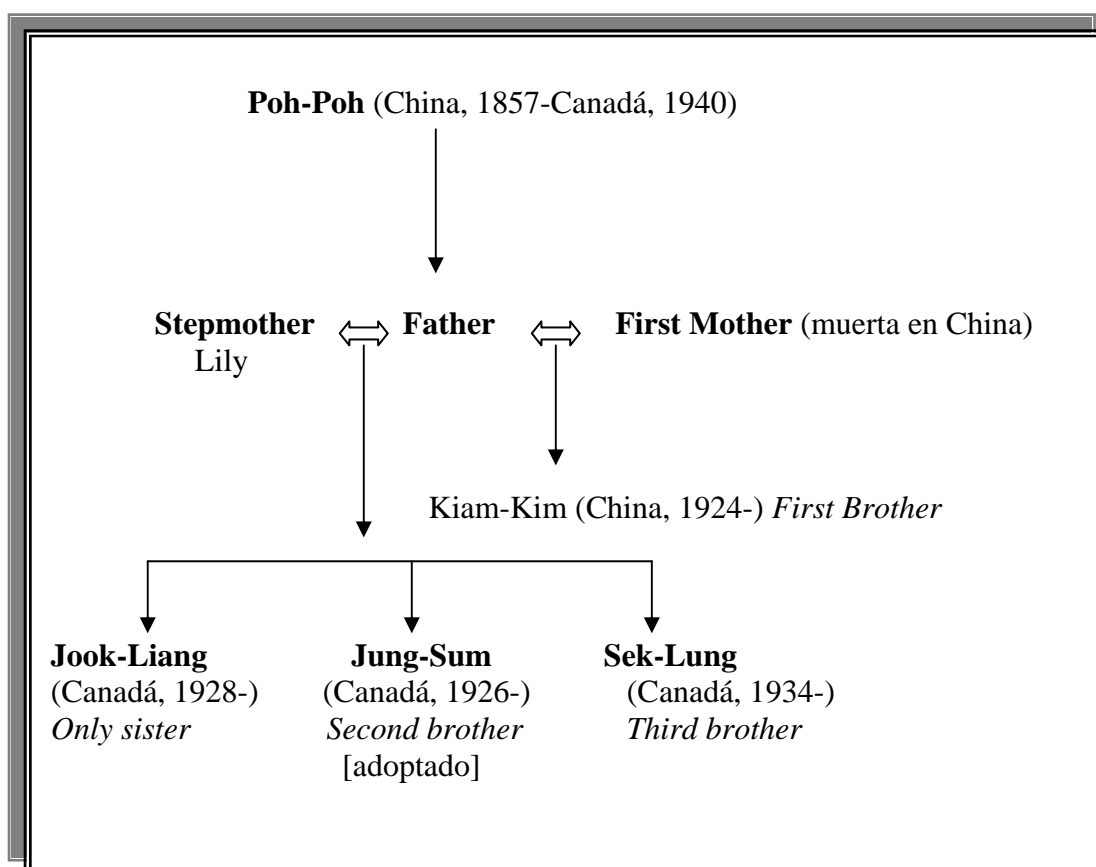 Poh-Poh (China, 1857-Canadá, 1940)
Stepmother Father First Mother (muerta en China)
Lily
Kiam-Kim (China, 1924-) First Brother
Jook-Liang Jung-Sum Sek-Lung
(Canadá, 1928-) (Canadá, 1926-) (Canadá, 1934-)
Only sister Second brother Third brother
[adoptado]